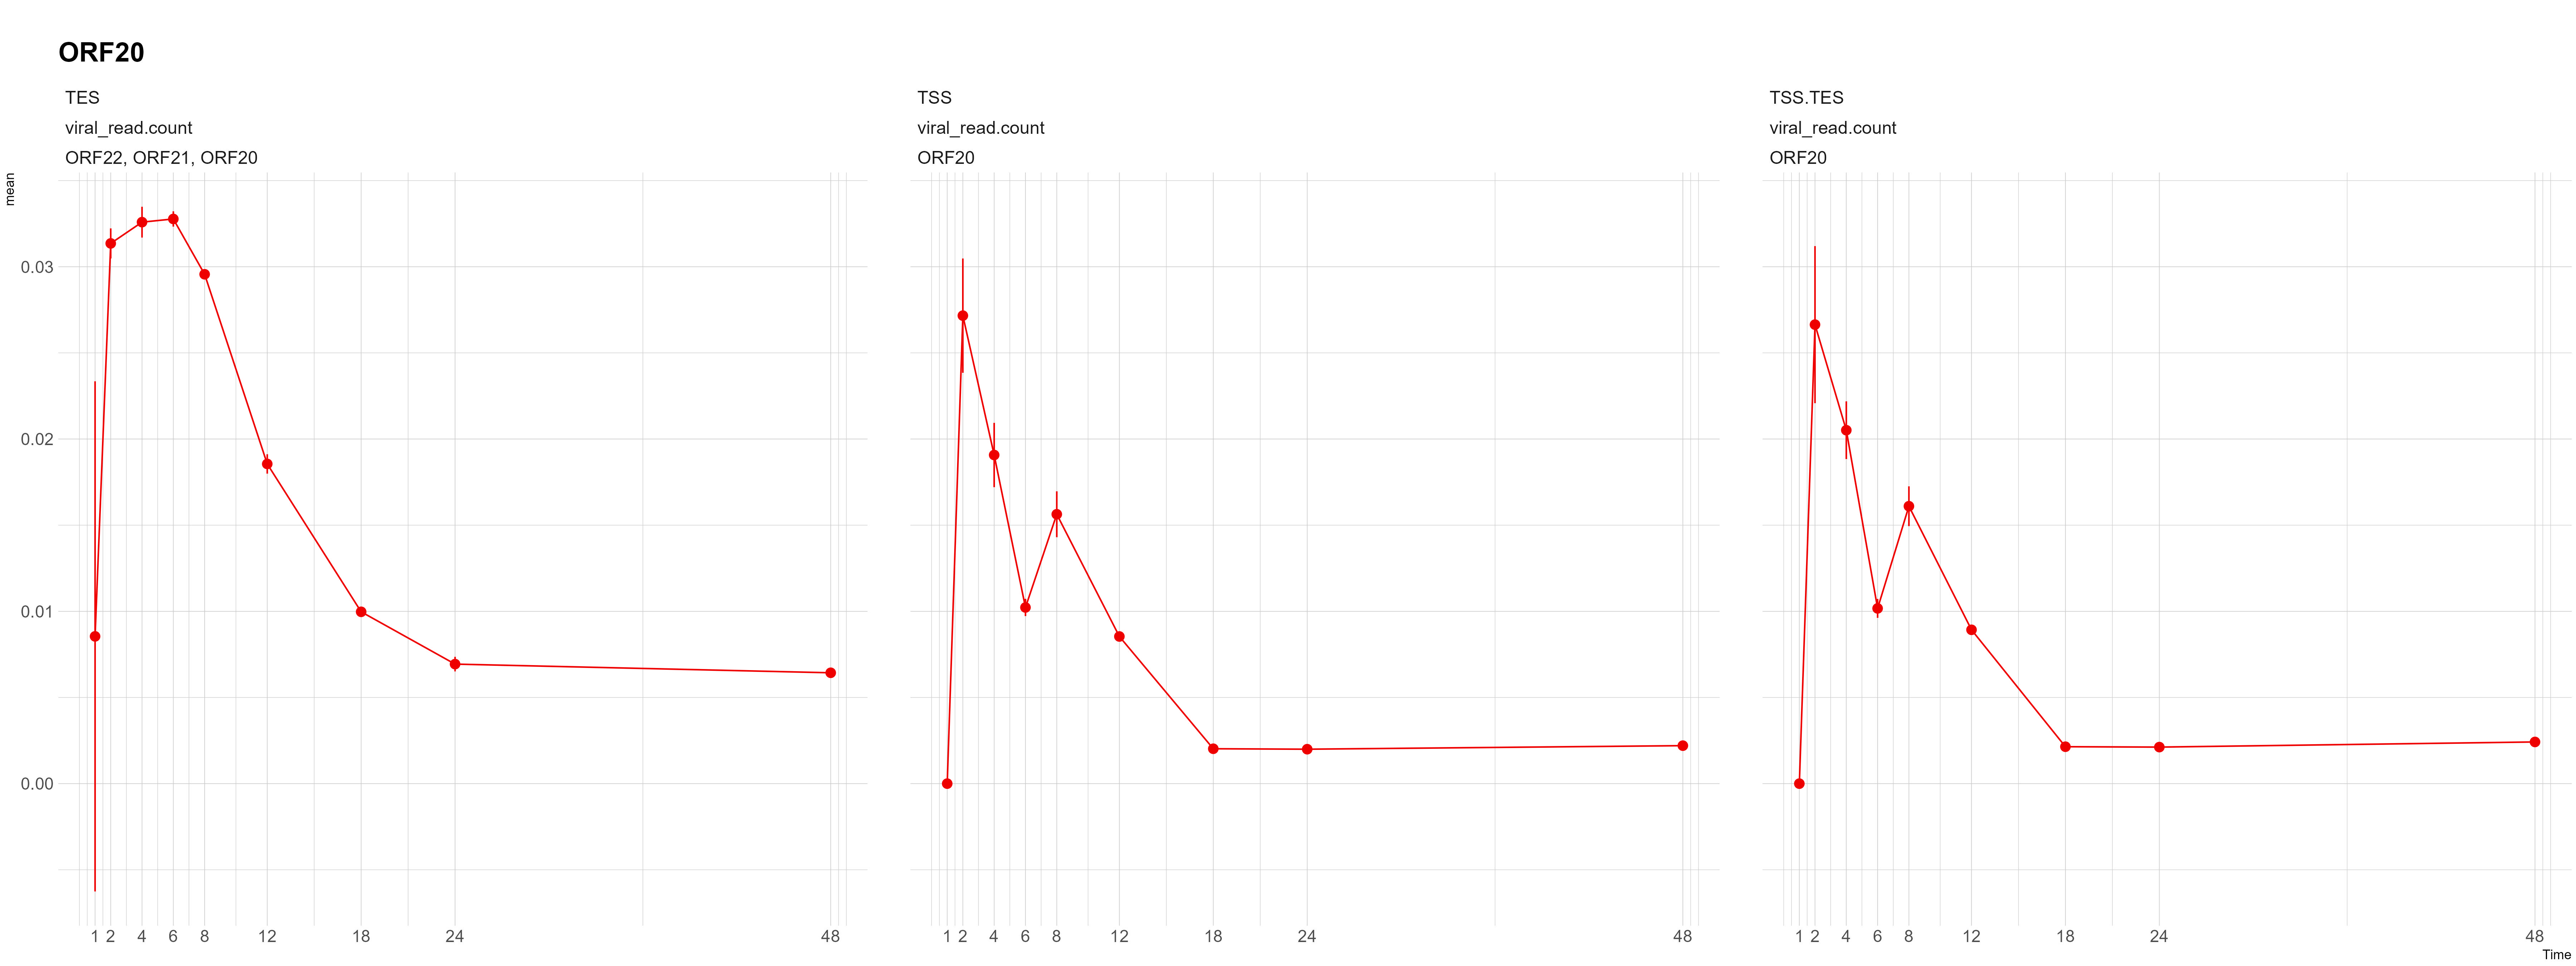 ORF20
TES
viral_read.count
ORF22, ORF21, ORF20
TSS
viral_read.count
ORF20
TSS.TES
viral_read.count
ORF20
mean
0.03
0.02
0.01
0.00
1 2 4 6 8 12 18 24 48
1 2 4 6 8 12 18 24 48
1 2 4 6 8 12 18 24 48
Time